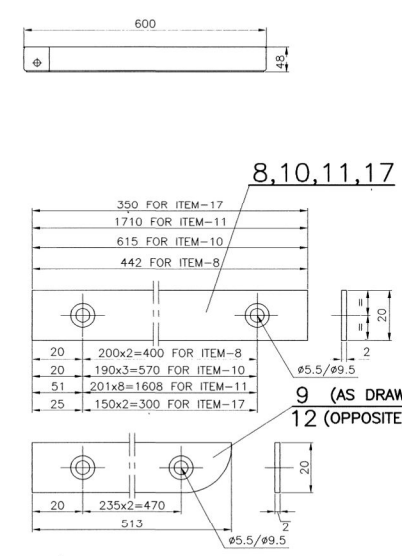 600
48
8,10,11,17
350 FOR ITEM-17
1710 FOR ITEM-11
615 FOR ITEM-10
442 FOR ITEM-8
=
=
20
20 200x2=400 FOR ITEM-8
2
20 190x3=570 FOR ITEM-10
ø5.5/ø9.5
51 201x8=1608 FOR ITEM-11
25 150x2=300 FOR ITEM-17
9 (AS DRAW
12 (OPPOSITE
20
20 235x2=470
513
2
ø5.5/ø9.5